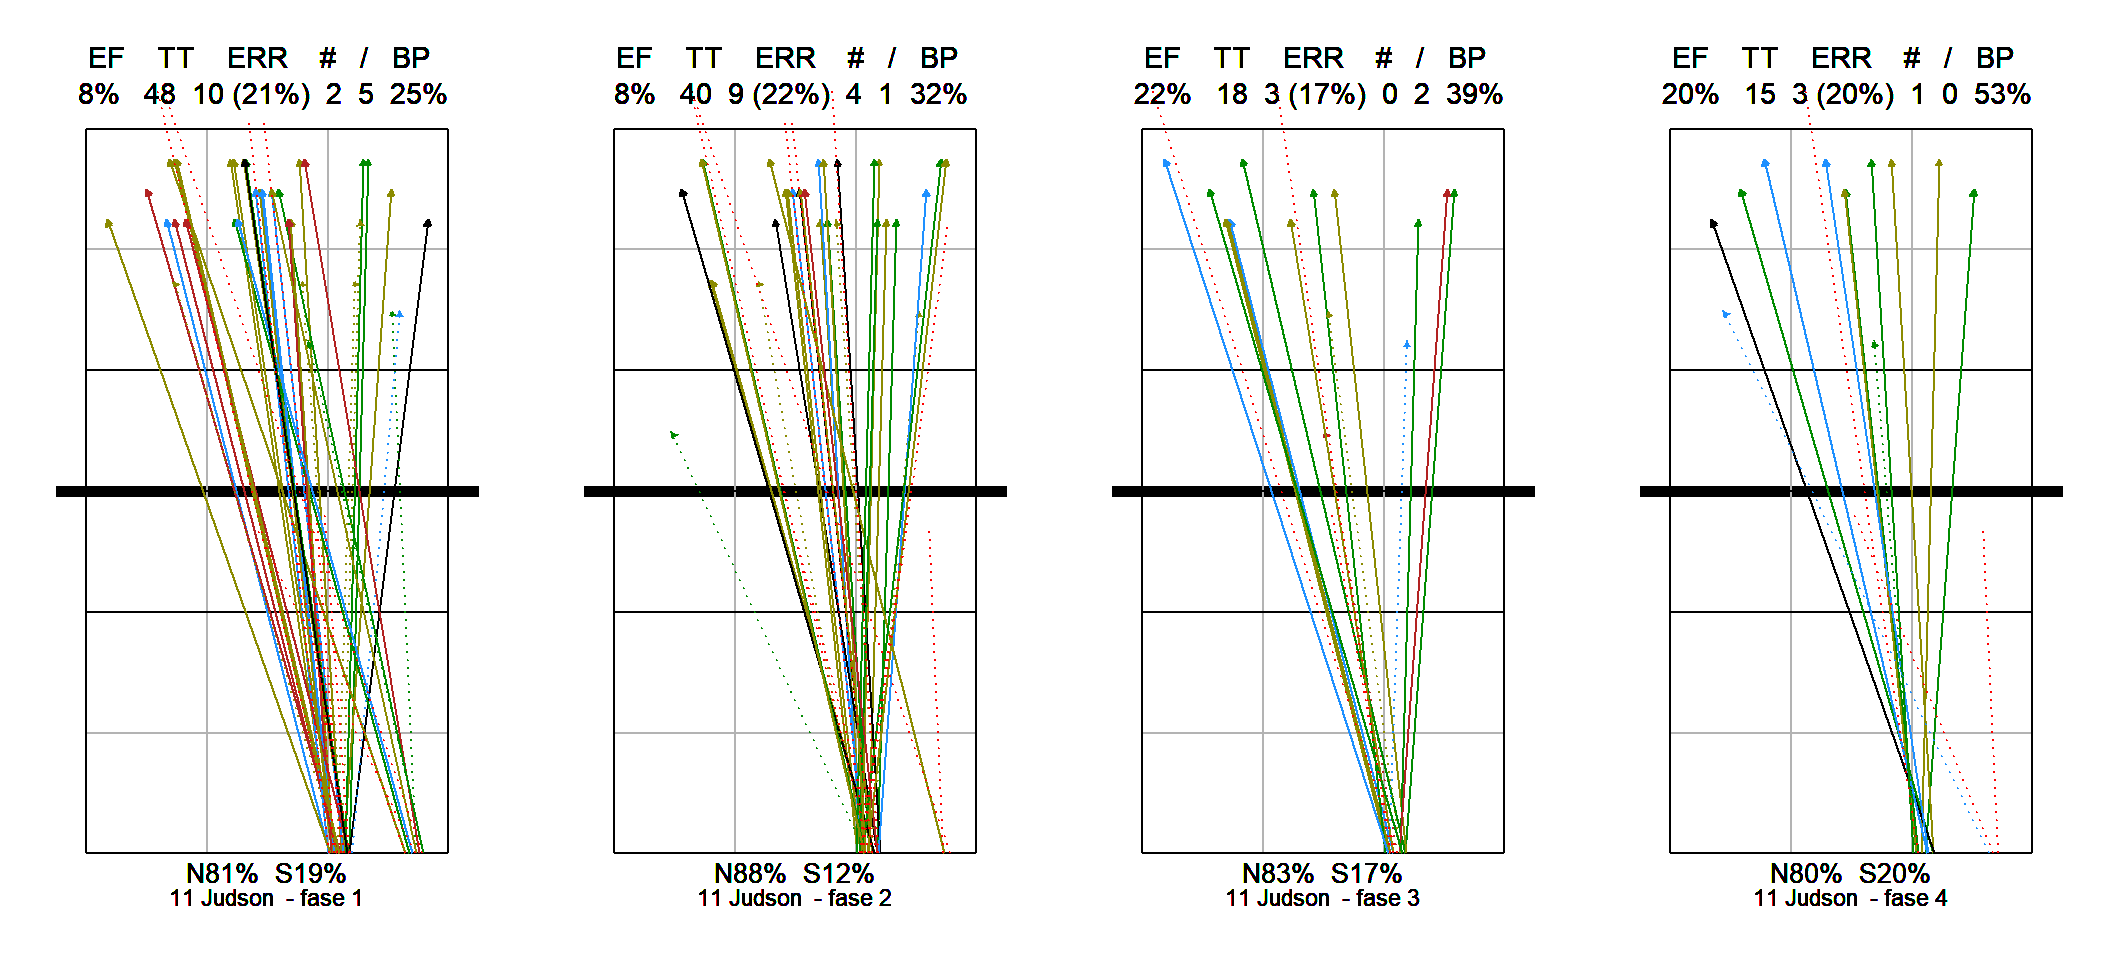 EF TT ERR # / BP
8% 48 10 (21%) 2 5 25%
N81% S19%
11 Judson - fase 1
EF TT ERR # / BP
8% 40 9 (22%) 4 1 32%
N88% S12%
11 Judson - fase 2
EF TT ERR # / BP
22% 18 3 (17%) 0 2 39%
N83% S17%
11 Judson - fase 3
EF TT ERR # / BP
20% 15 3 (20%) 1 0 53%
N80% S20%
11 Judson - fase 4